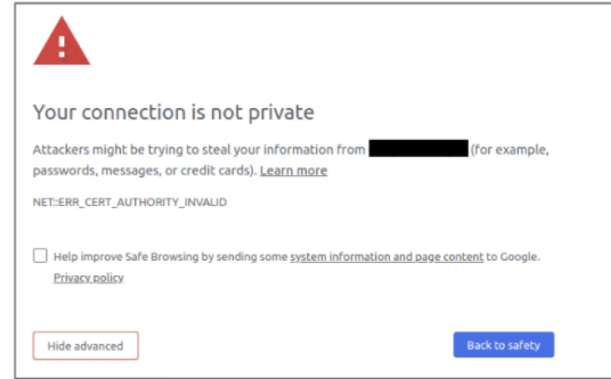 Your connection is not private
Attackers might be trying to steal your information from (for example,
passwords, messages, or credit cards). Learn more
NET::ERR_CERT_AUTHORITY_INVALID
Help improve Safe Browsing by sending some system information and page content to Google.
Privacy policy
Hide advanced
Back to safety